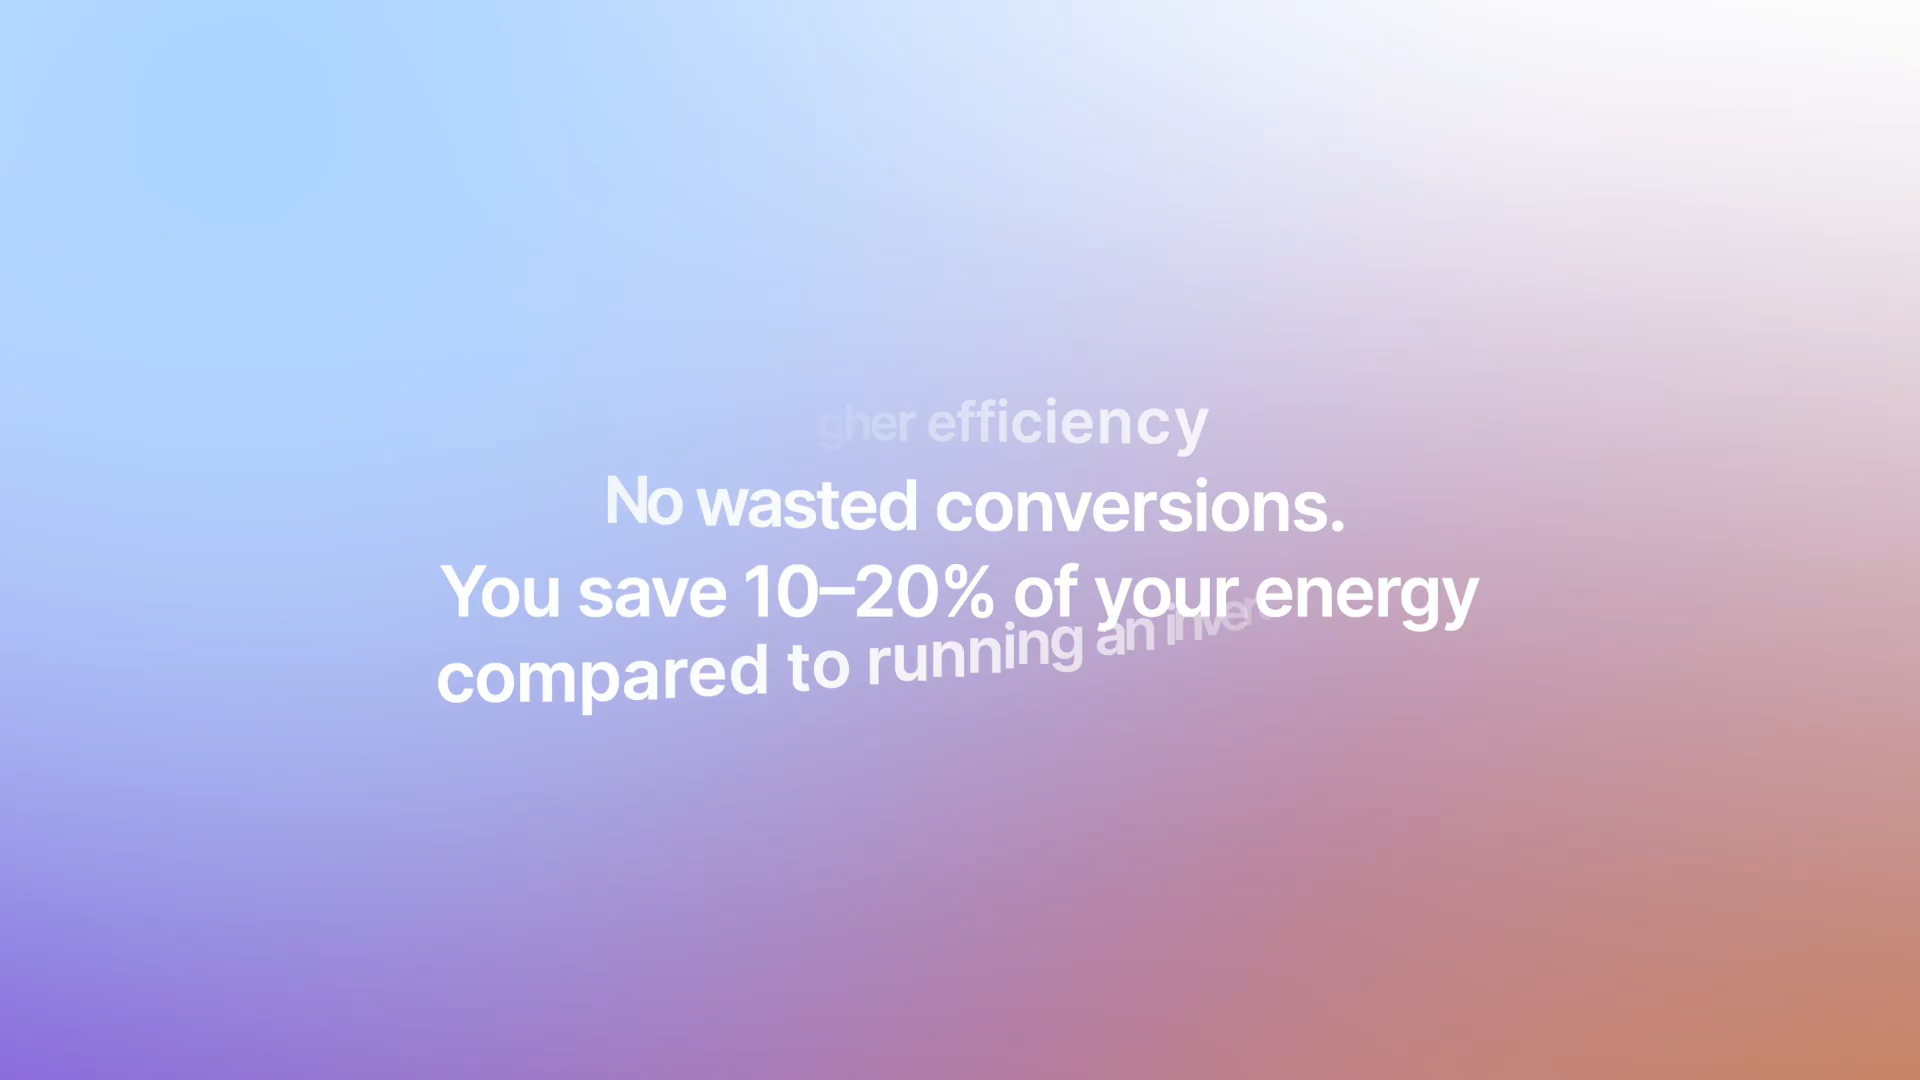 efficiency
No wasted conversions.
You save 10–20% of your energy
compared to running an